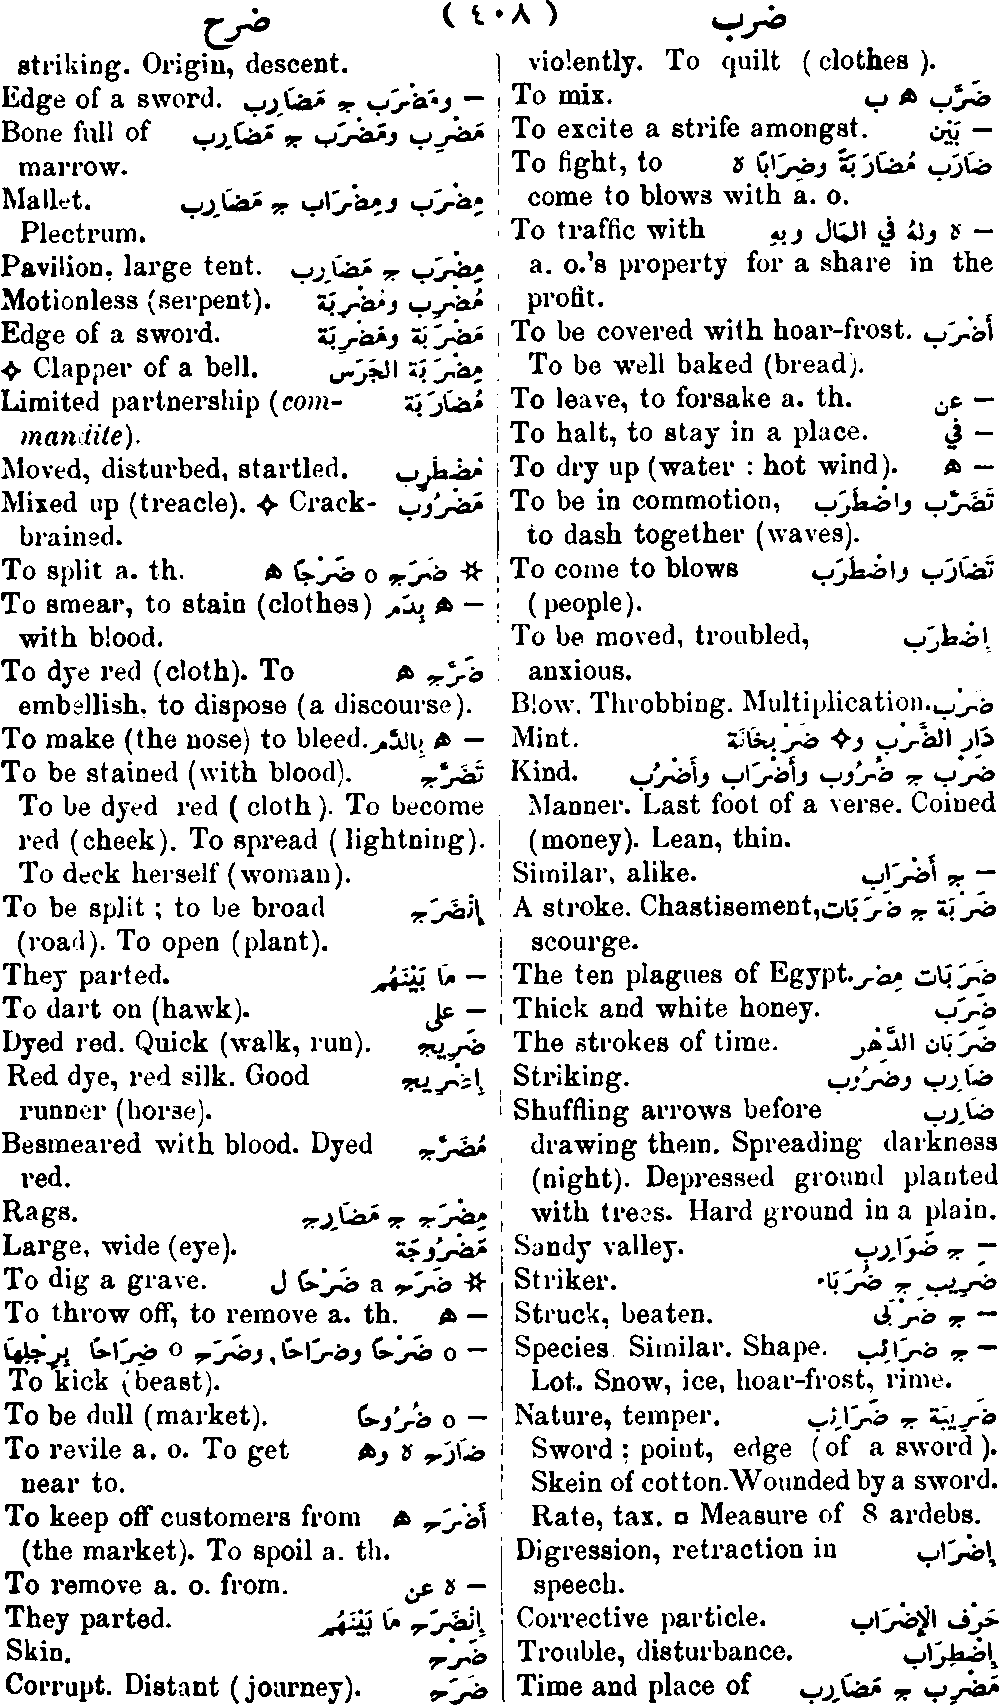 ضرح (٤٠٨) ضرب
violently. To quilt (clothes).
To mix. ضَرَّب ه ب
To excite a strife amongst. — بَيْن
To fight, to ضَارَب مُضَارَبَةً وضِرَابًا ه
come to blows with a. o.
To traffic with — ه ولهُ في المَال وبِهِ
a. o.'s property for a share in the
profit.
To be covered with hoar-frost. أَضْرَب
To be well baked (bread).
To leave, to forsake a. th. — عن
To halt, to stay in a place. — في
To dry up (water : hot wind). — ه
To be in commotion, تَضَرَّب واضْطَرَب
to dash together (waves).
To come to blows تَضَارَب واضْطَرَب
(people).
To be moved, troubled, إِضْطَرَب
anxious.
Blow. Throbbing. Multiplication. ضَرْب
Mint. دَار الضَّرْب و✧ ضَرْبخَانَة
Kind. ضَرْب ج ضُرُوب وأَضْرَاب وأَضْرُب
Manner. Last foot of a verse. Coined
(money). Lean, thin.
Similar, alike. — ج أَضْرَاب
A stroke. Chastisement, ضَرْبَة ج ضَرَبَات
scourge.
The ten plagues of Egypt. ضَرَبَات مِصْر
Thick and white honey. ضَرَب
The strokes of time. ضَرَبَان الدَّهْر
Striking. ضَارِب وضَرُوب
Shuffling arrows before ضَارِب
drawing them. Spreading darkness
(night). Depressed ground planted
with trees. Hard ground in a plain.
Sandy valley. — ج ضَوَارِب
Striker. ضَرِيب ج ضُرَبَاء
Struck, beaten. — ج ضَرْبَى
Species. Similar. Shape. — ج ضَرَائِب
Lot. Snow, ice, hoar-frost, rime.
Nature, temper. ضَرِيبَة ج ضَرَائِب
Sword; point, edge (of a sword).
Skein of cotton. Wounded by a sword.
Rate, tax. ▫ Measure of 8 ardebs.
Digression, retraction in إِضْرَاب
speech.
Corrective particle. حَرْف الإِضْرَاب
Trouble, disturbance. إِضْطِرَاب
Time and place of مَضْرِب ج مَضَارِب
striking. Origin, descent.
Edge of a sword. — ومَضْرَب ج مَضَارِب
Bone full of مَضْرِب ومَضْرَب ج مَضَارِب
marrow.
Mallet. مِضْرَب ومِضْرَاب ج مَضَارِب
Plectrum.
Pavilion, large tent. مِضْرَب ج مَضَارِب
Motionless (serpent). مُضْرِب ومُضْرِبَة
Edge of a sword. مَضْرَبَة ومَضْرِبَة
✧ Clapper of a bell. مِضْرَبَة الجَرَس
Limited partnership (com- مُضَارَبَة
mandite).
Moved, disturbed, startled. مُضْطَرِب
Mixed up (treacle). ✧ Crack- مَضْرُوب
brained.
To split a. th. ☆ ضَرَج o ضَرْجًا ه
To smear, to stain (clothes) — ه بِدَم
with blood.
To dye red (cloth). To ضَرَّج ه
embellish, to dispose (a discourse).
To make (the nose) to bleed. — ه بِالدَّم
To be stained (with blood). تَضَرَّج
To be dyed red (cloth). To become
red (cheek). To spread (lightning).
To deck herself (woman).
To be split ; to be broad إِنْضَرَج
(road). To open (plant).
They parted. — مَا بَيْنَهُم
To dart on (hawk). — على
Dyed red. Quick (walk, run). ضَرِيج
Red dye, red silk. Good إِضْرِيج
runner (horse).
Besmeared with blood. Dyed مُضَرَّج
red.
Rags. مِضْرَج ج مَضَارِج
Large, wide (eye). مَضْرُوجَة
To dig a grave. ☆ ضَرَح a ضَرْحًا ل
To throw off, to remove a. th. — ه
— o ضَرْحًا وضِرَاحًا, وضَرَح o ضِرَاحًا بِرِجْلِهَا
To kick (beast).
To be dull (market). — o ضُرُوحًا
To revile a. o. To get ضَارَح ه وه
near to.
To keep off customers from أَضْرَح ه
(the market). To spoil a. th.
To remove a. o. from. — ه عن
They parted. إِنْضَرَح مَا بَيْنَهُم
Skin. ضَرْح
Corrupt. Distant (journey). ضَرَح